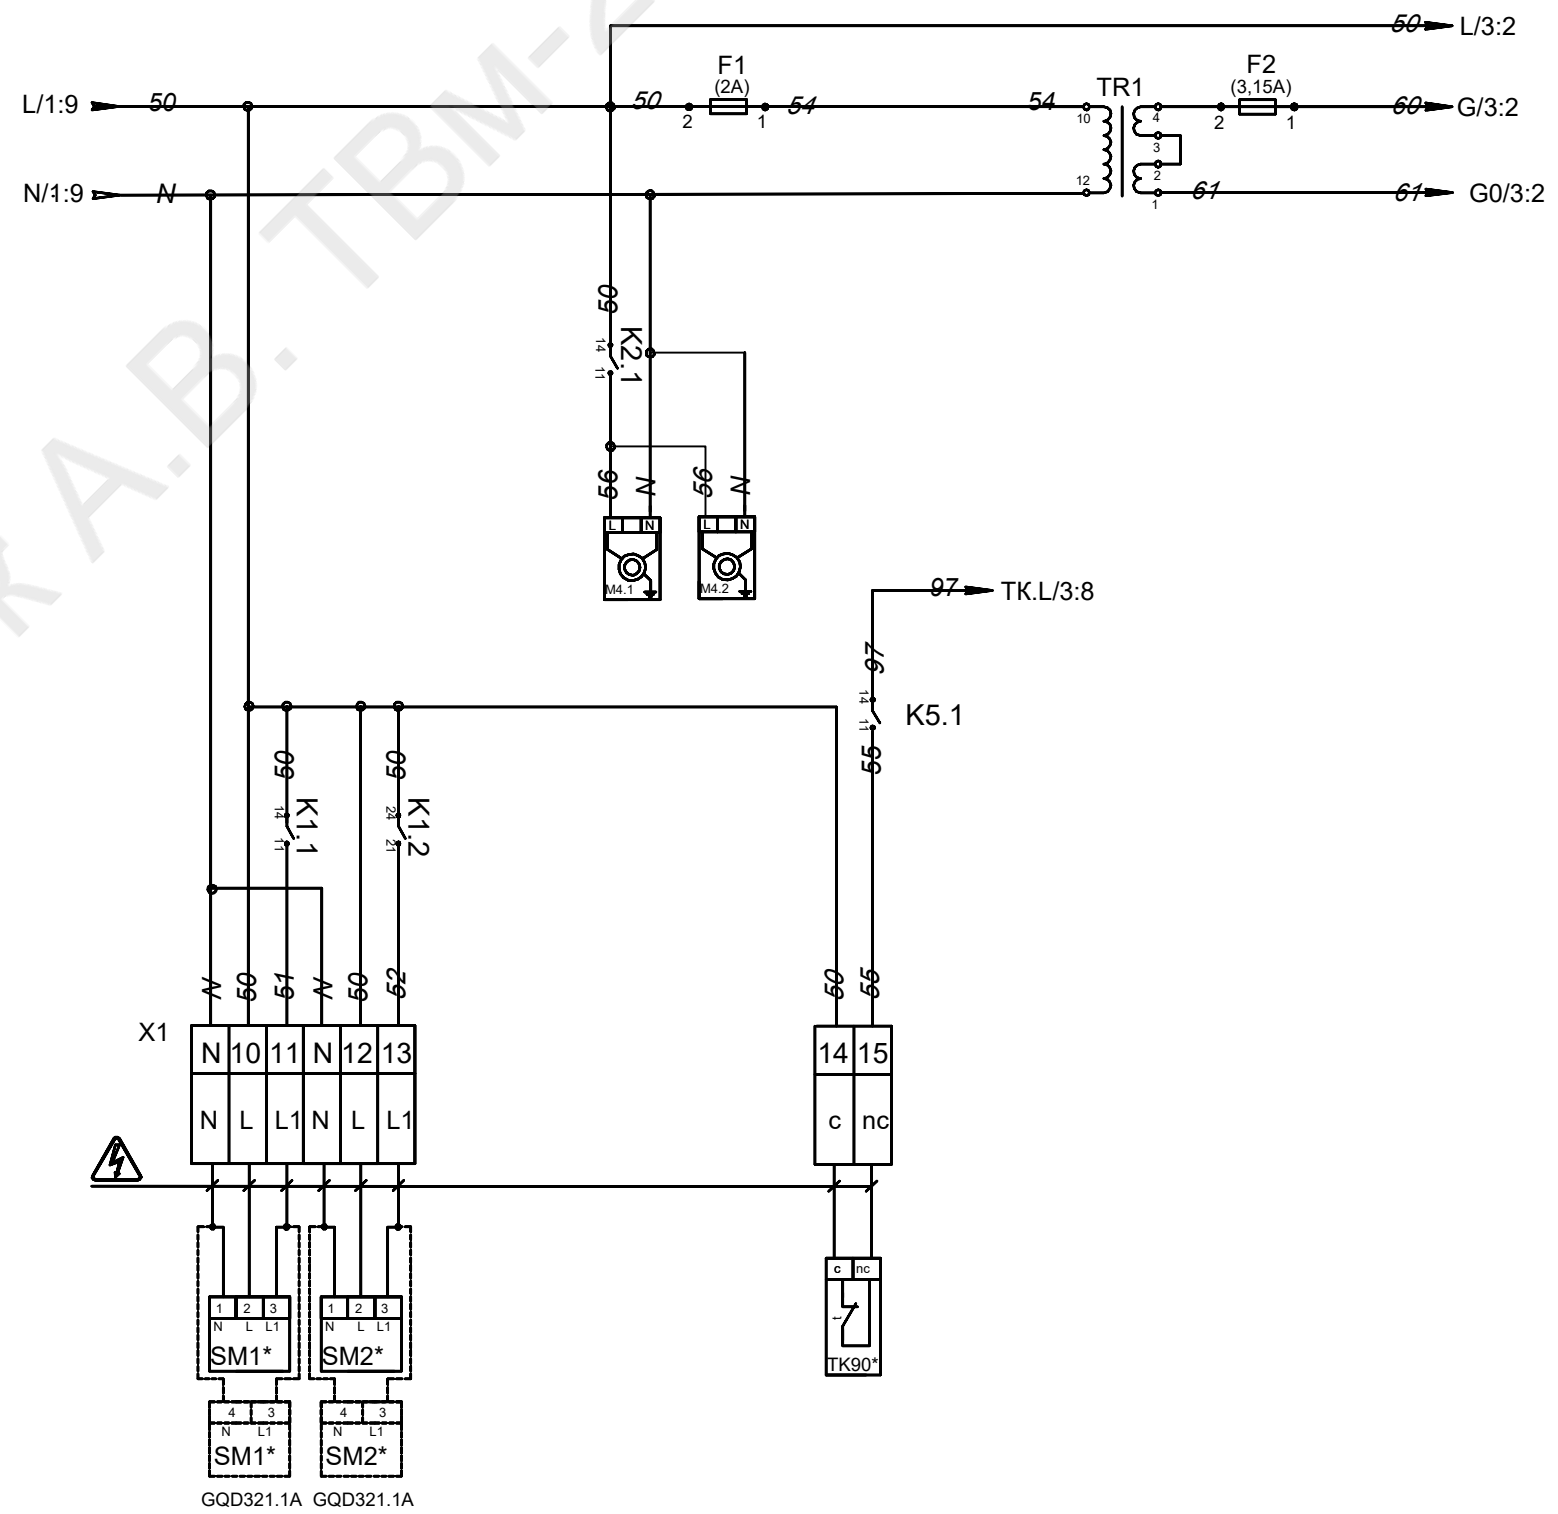 50 L/3:2
F1
(2A)
TR1
F2
(3,15A)
L/1:9 50 50 2 1 54 54 10 4 2 1 60 G/3:2
3
2
N/1:9 N 12 1 61 61 G0/3:2
50
14
11
K2.1
66 N 66 N
L N L N
M4.1 M4.2
97 TK.L/3:8
97
14
11
K5.1
55
50 50
14 24
11 21
K1.1 K1.2
N 50 51 N 50 52 50 55
X1
N 10 11 N 12 13 14 15
N L L1 N L L1 c nc
c nc
t
1 2 3 1 2 3
N L L1 N L L1
SM1* SM2* TK90*
4 3 4 3
N L1 N L1
SM1* SM2*
GQD321.1A GQD321.1A
А.В. ТВм-